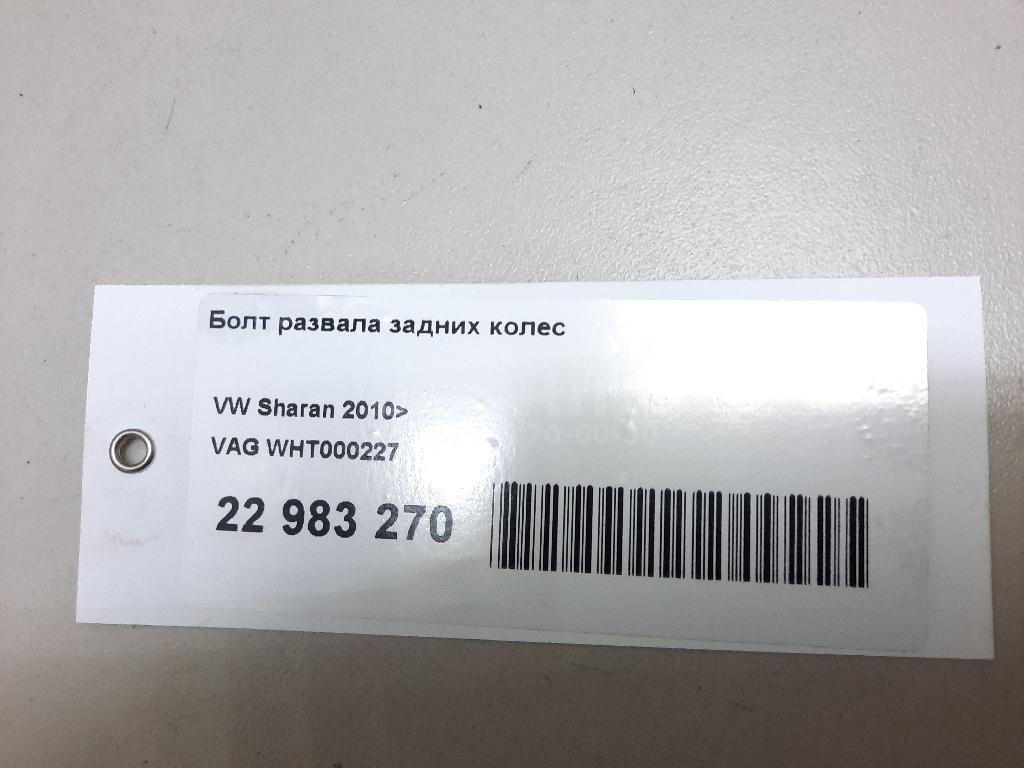 Болт развала задних колес
VW Sharan 2010>
VAG WHT000227
22 983 270